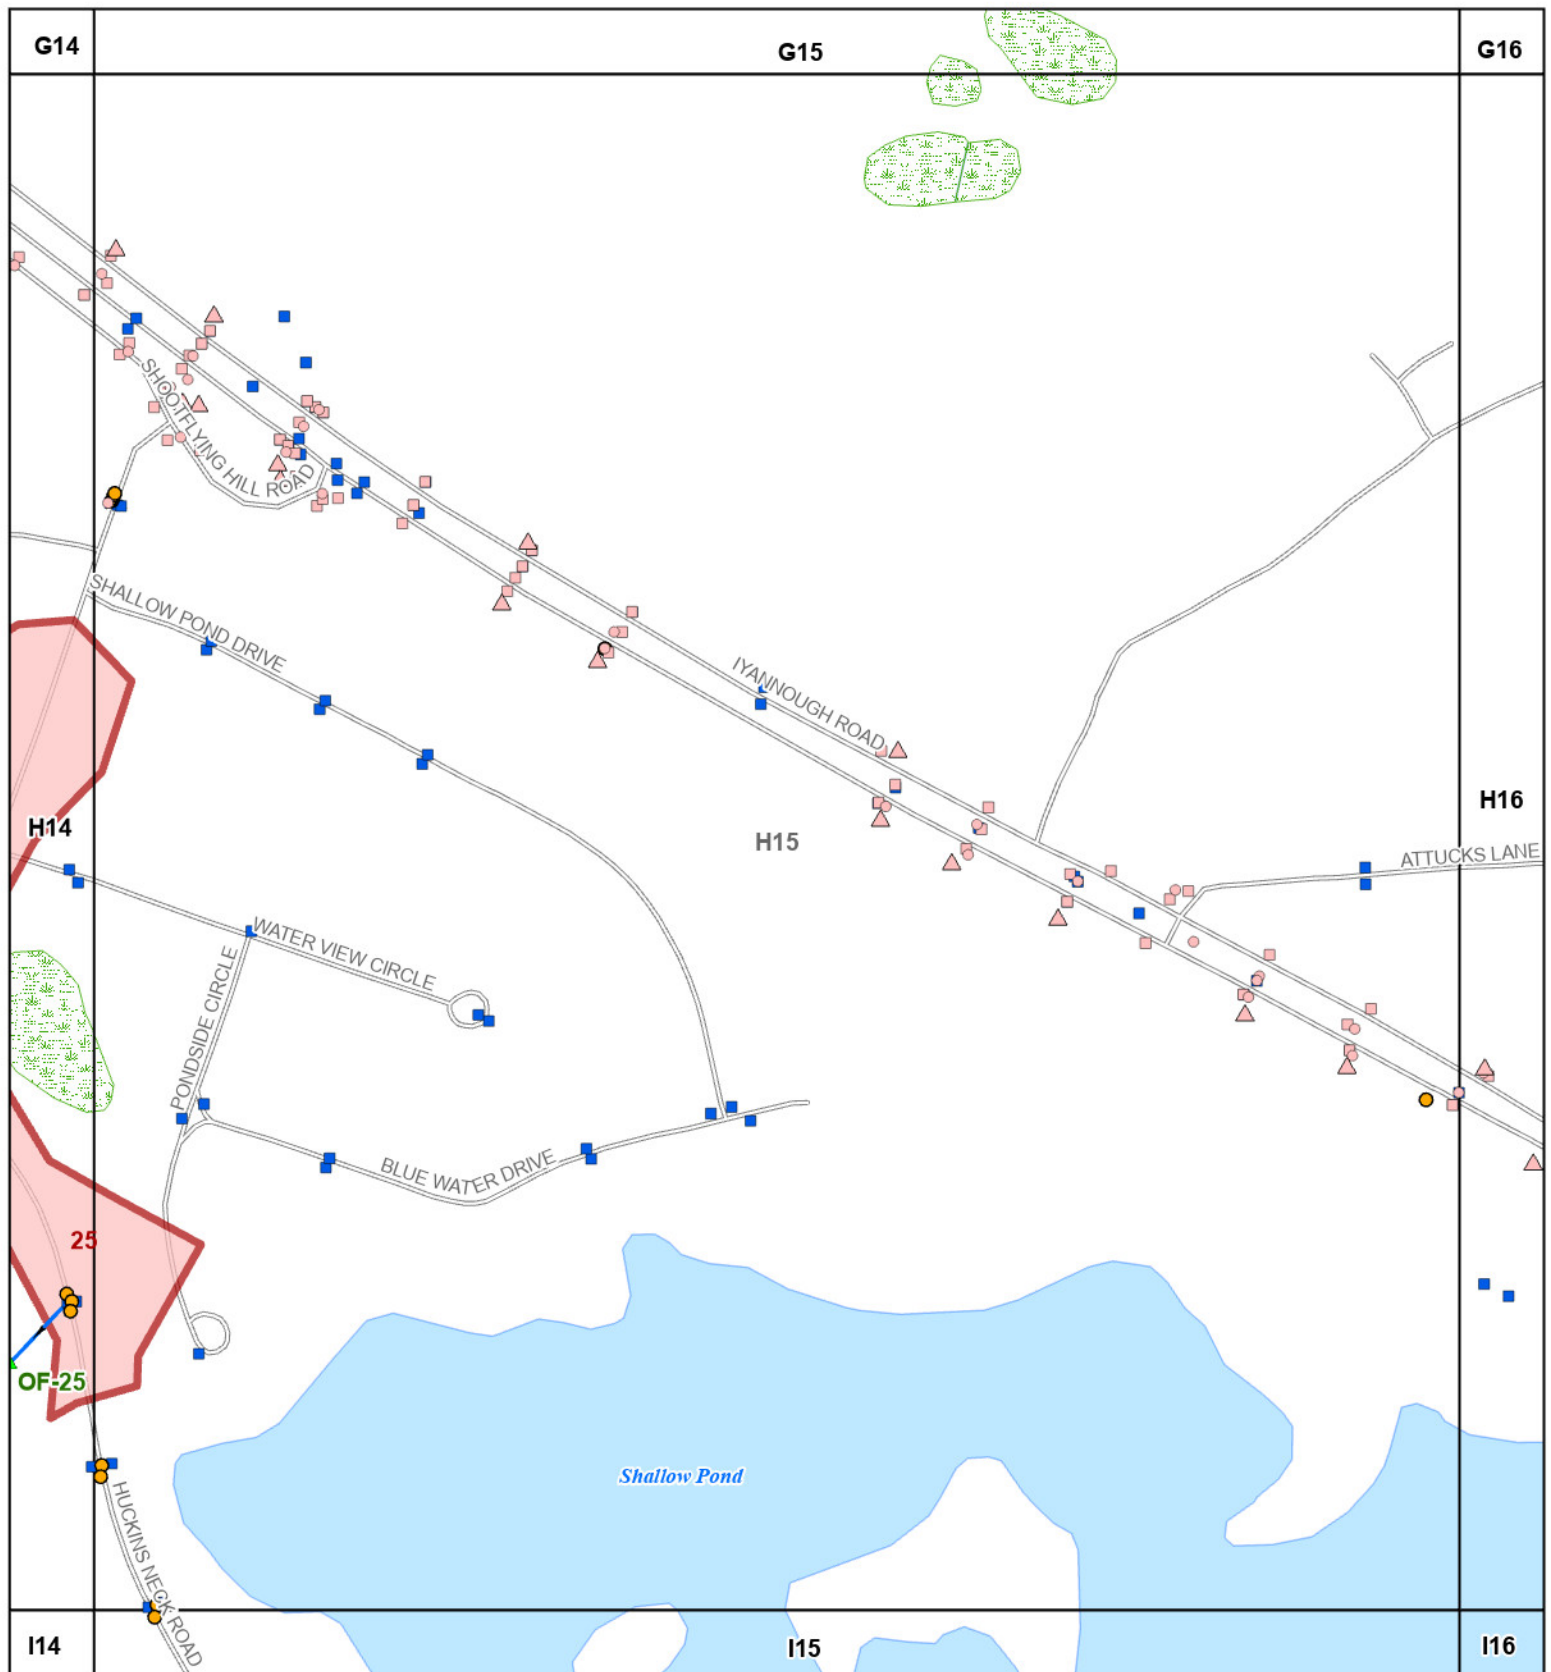 G14
G15
G16
SHOOTFLYING HILL ROAD
SHALLOW POND DRIVE
IYANNOUGH ROAD
H14
H15
H16
ATTUCKS LANE
WATER VIEW CIRCLE
PONDSIDE CIRCLE
BLUE WATER DRIVE
25
OF-25
Shallow Pond
HUCKINS NECK ROAD
I14
I15
I16